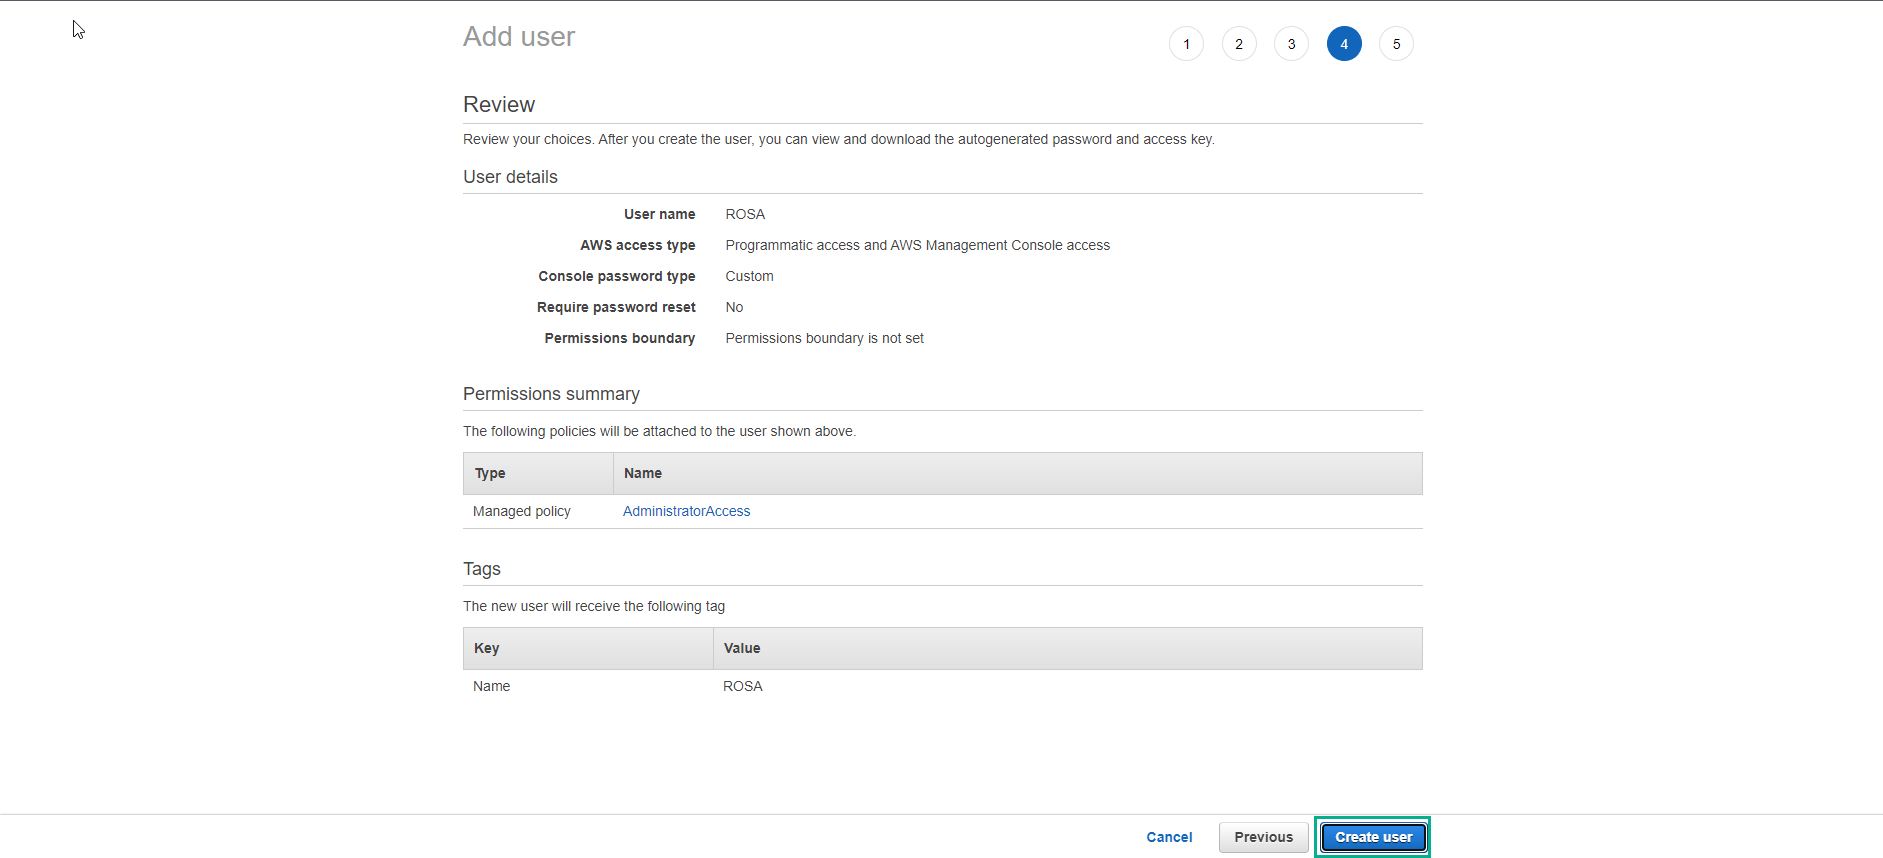 Add user
1 2 3 4 5
Review
Review your choices. After you create the user, you can view and download the autogenerated password and access key.
User details
User name ROSA
AWS access type Programmatic access and AWS Management Console access
Console password type Custom
Require password reset No
Permissions boundary Permissions boundary is not set
Permissions summary
The following policies will be attached to the user shown above.
Type Name
Managed policy AdministratorAccess
Tags
The new user will receive the following tag
Key Value
Name ROSA
Cancel Previous Create user